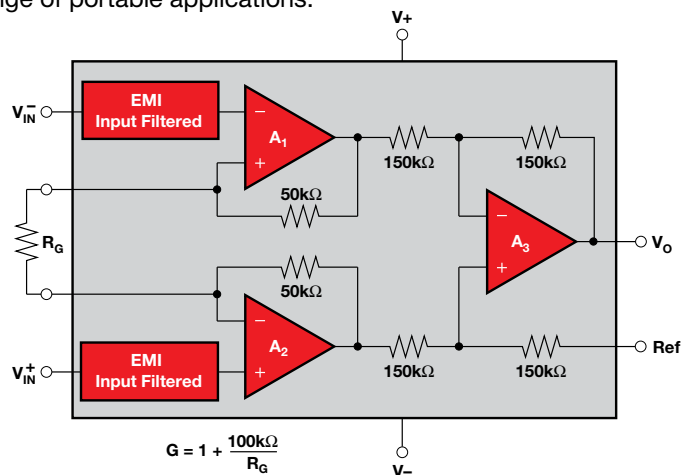 nge of portable applications.
V+
V−IN
EMI
Input Filtered
−
A1
+
150kΩ
150kΩ
50kΩ
RG
−
A3
+
VO
50kΩ
−
A2
+
V+IN
EMI
Input Filtered
150kΩ
150kΩ
Ref
G = 1 + 100kΩ / RG
V−